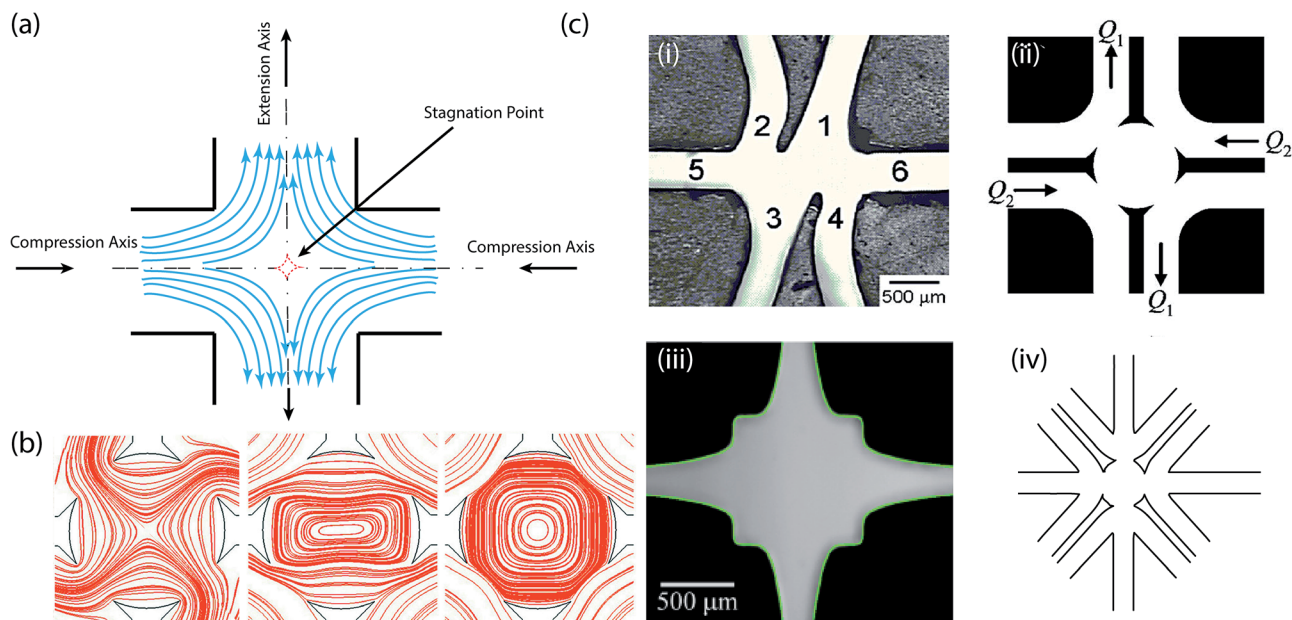 (a)
Extension Axis
Stagnation Point
Compression Axis
Compression Axis
(b)
(c)
(i)
2
1
5
6
3
4
500 µm
(ii)
Q1
Q2
Q2
Q1
(iii)
500 µm
(iv)